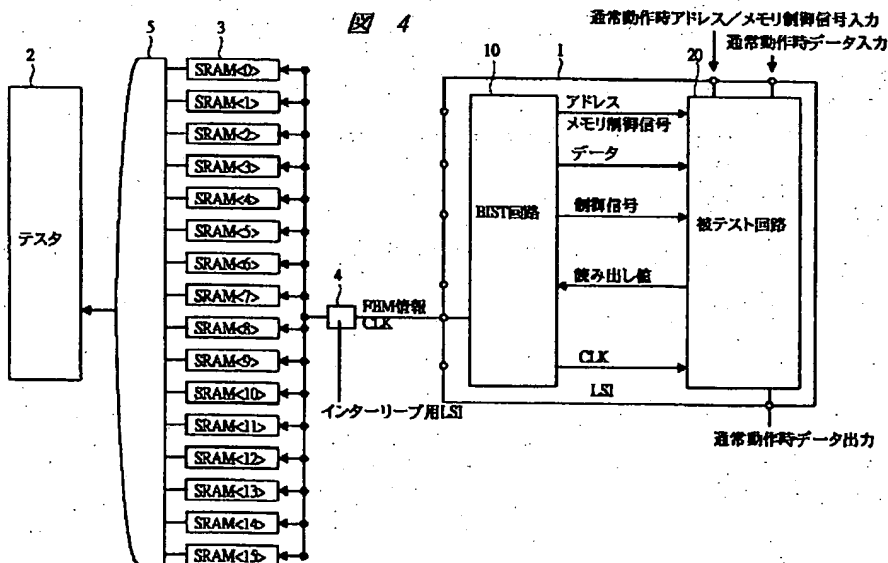 図 4
通常動作時アドレス／メモリ制御信号入力
通常動作時データ入力
2
5
3
10
1
20
テスタ
SRAM<0>
SRAM<1>
SRAM<2>
SRAM<3>
SRAM<4>
SRAM<5>
SRAM<6>
SRAM<7>
SRAM<8>
SRAM<9>
SRAM<10>
SRAM<11>
SRAM<12>
SRAM<13>
SRAM<14>
SRAM<15>
4
FBM情報
CLK
インターリーブ用LSI
BIST回路
アドレス
メモリ制御信号
データ
制御信号
読み出し値
CLK
LSI
被テスト回路
通常動作時データ出力